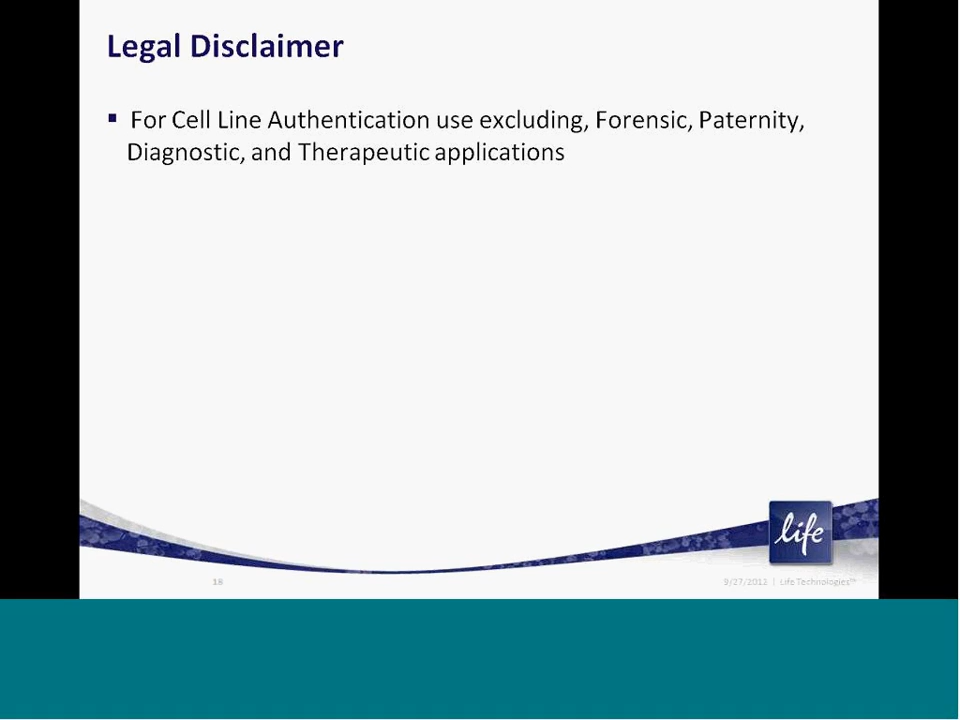 Legal Disclaimer
▪ For Cell Line Authentication use excluding, Forensic, Paternity,
Diagnostic, and Therapeutic applications
life
18
9/27/2012 | Life Technologies™